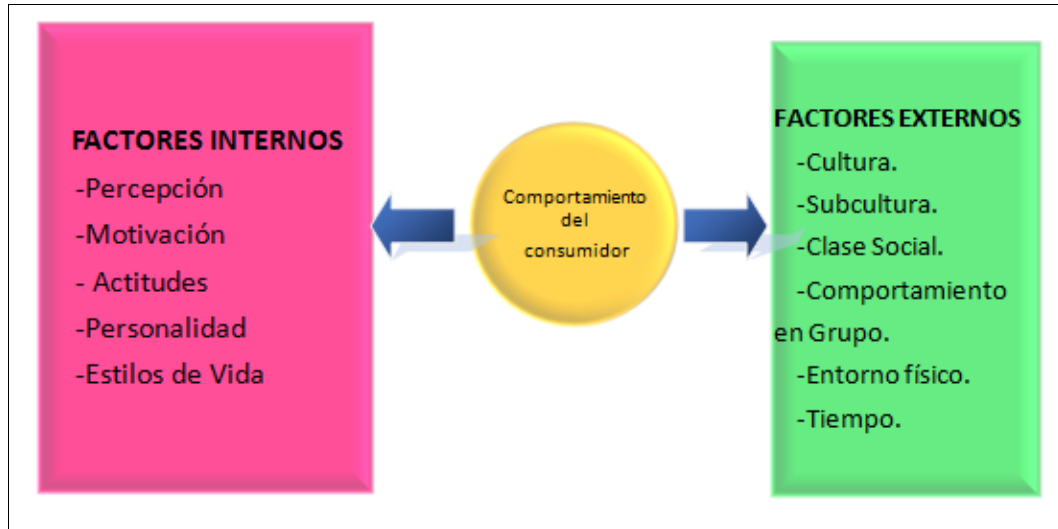 FACTORES INTERNOS
-Percepción
-Motivación
- Actitudes
-Personalidad
-Estilos de Vida
Comportamiento
del
consumidor
FACTORES EXTERNOS
-Cultura.
-Subcultura.
-Clase Social.
-Comportamiento
en Grupo.
-Entorno físico.
-Tiempo.